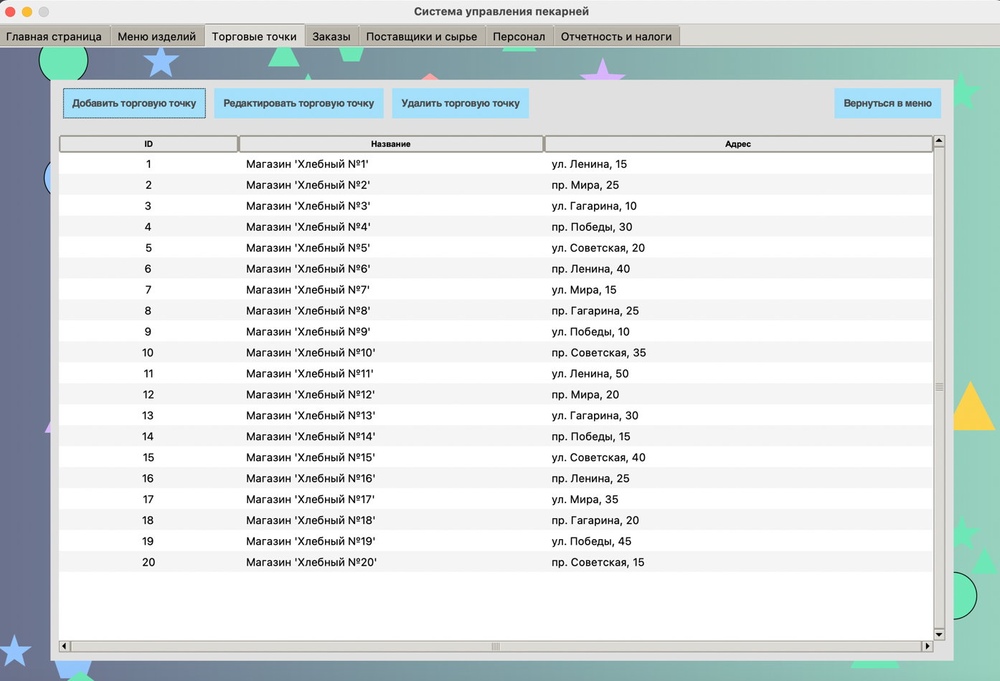 Система управления пекарней
Главная страница Меню изделий Торговые точки Заказы Поставщики и сырье Персонал Отчетность и налоги
Добавить торговую точку Редактировать торговую точку Удалить торговую точку Вернуться в меню
ID Название Адрес
1 Магазин 'Хлебный №1' ул. Ленина, 15
2 Магазин 'Хлебный №2' пр. Мира, 25
3 Магазин 'Хлебный №3' ул. Гагарина, 10
4 Магазин 'Хлебный №4' пр. Победы, 30
5 Магазин 'Хлебный №5' ул. Советская, 20
6 Магазин 'Хлебный №6' пр. Ленина, 40
7 Магазин 'Хлебный №7' ул. Мира, 15
8 Магазин 'Хлебный №8' пр. Гагарина, 25
9 Магазин 'Хлебный №9' ул. Победы, 10
10 Магазин 'Хлебный №10' пр. Советская, 35
11 Магазин 'Хлебный №11' ул. Ленина, 50
12 Магазин 'Хлебный №12' пр. Мира, 20
13 Магазин 'Хлебный №13' ул. Гагарина, 30
14 Магазин 'Хлебный №14' пр. Победы, 15
15 Магазин 'Хлебный №15' ул. Советская, 40
16 Магазин 'Хлебный №16' пр. Ленина, 25
17 Магазин 'Хлебный №17' ул. Мира, 35
18 Магазин 'Хлебный №18' пр. Гагарина, 20
19 Магазин 'Хлебный №19' ул. Победы, 45
20 Магазин 'Хлебный №20' пр. Советская, 15